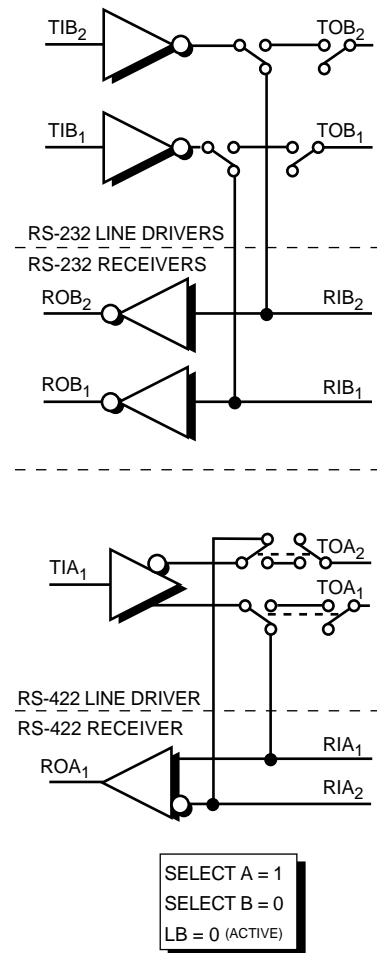 TIB2 TOB2
TIB1 TOB1
RS-232 LINE DRIVERS
RS-232 RECEIVERS
ROB2 RIB2
ROB1 RIB1
TOA2
TIA1
TOA1
RS-422 LINE DRIVER
RS-422 RECEIVER
RIA1
ROA1
RIA2
SELECT A = 1
SELECT B = 0
LB = 0 (ACTIVE)